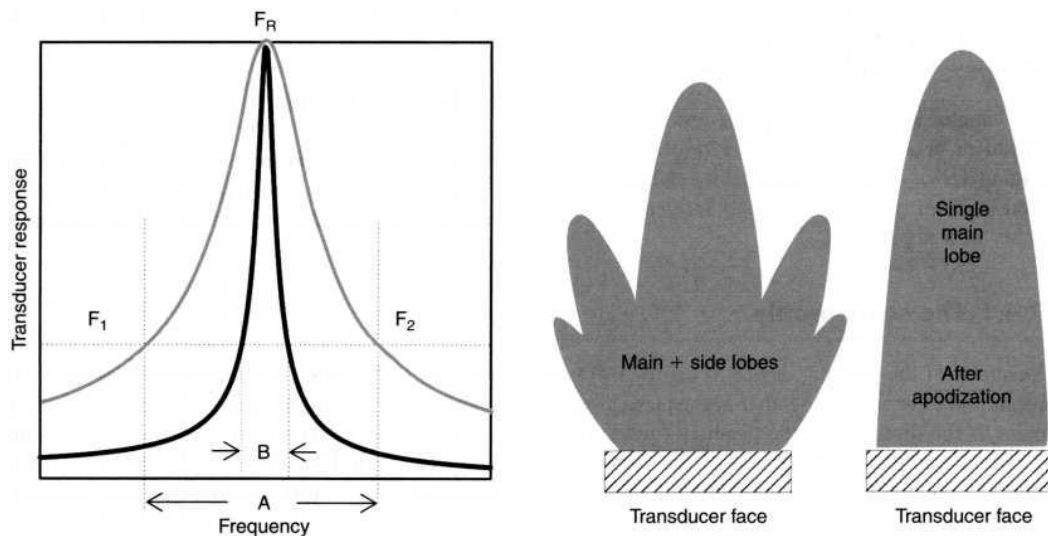 F_R
Transducer response
F_1
F_2
B
A
Frequency
Main + side lobes
Transducer face
Single
main
lobe
After
apodization
Transducer face